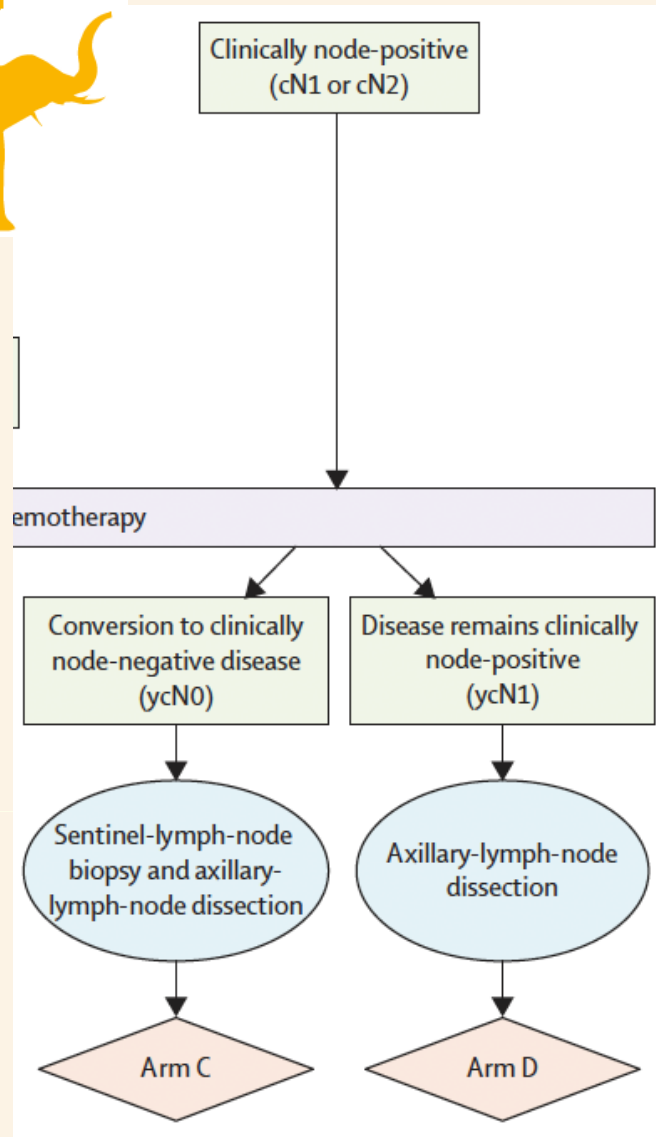 Clinically node-positive
(cN1 or cN2)
emotherapy
Conversion to clinically
node-negative disease
(ycN0)
Disease remains clinically
node-positive
(ycN1)
Sentinel-lymph-node
biopsy and axillary-
lymph-node dissection
Axillary-lymph-node
dissection
Arm C
Arm D